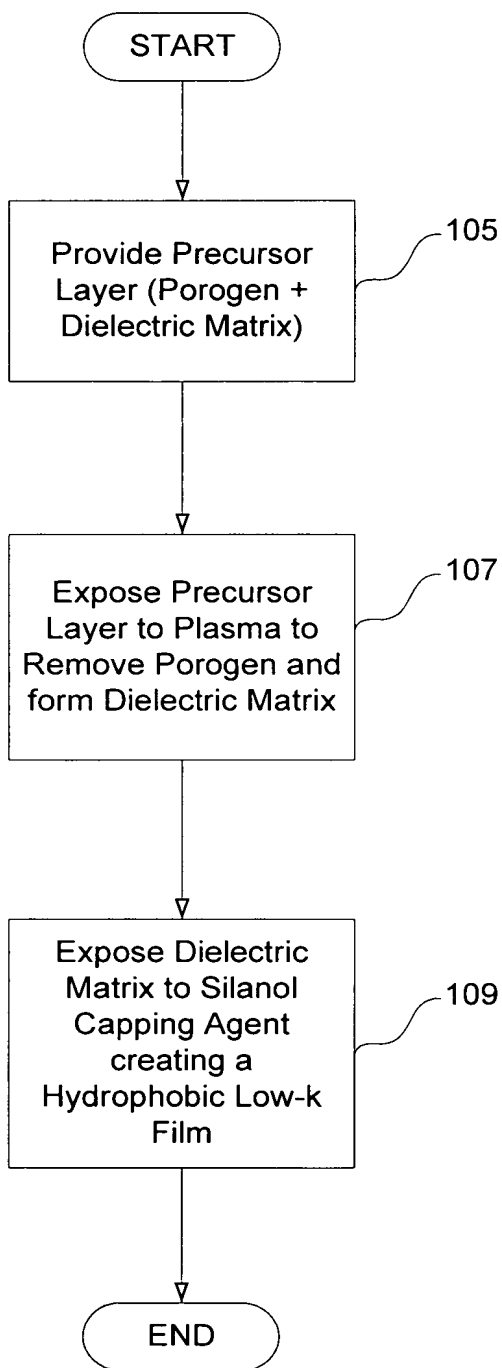 START
Provide Precursor
Layer (Porogen +
Dielectric Matrix)
105
Expose Precursor
Layer to Plasma to
Remove Porogen and
form Dielectric Matrix
107
Expose Dielectric
Matrix to Silanol
Capping Agent
creating a
Hydrophobic Low-k
Film
109
END